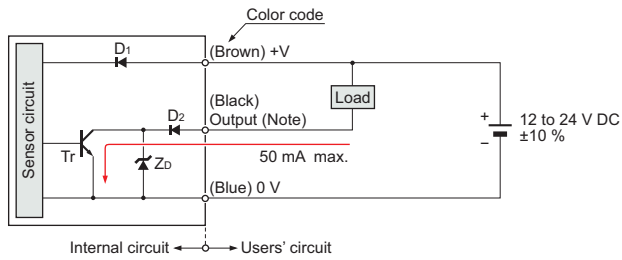 Color code
D1
(Brown) +V
(Black)
Output (Note)
D2
Load
Sensor circuit
Tr
ZD
50 mA max.
+
−
12 to 24 V DC
±10 %
(Blue) 0 V
Internal circuit
Users' circuit